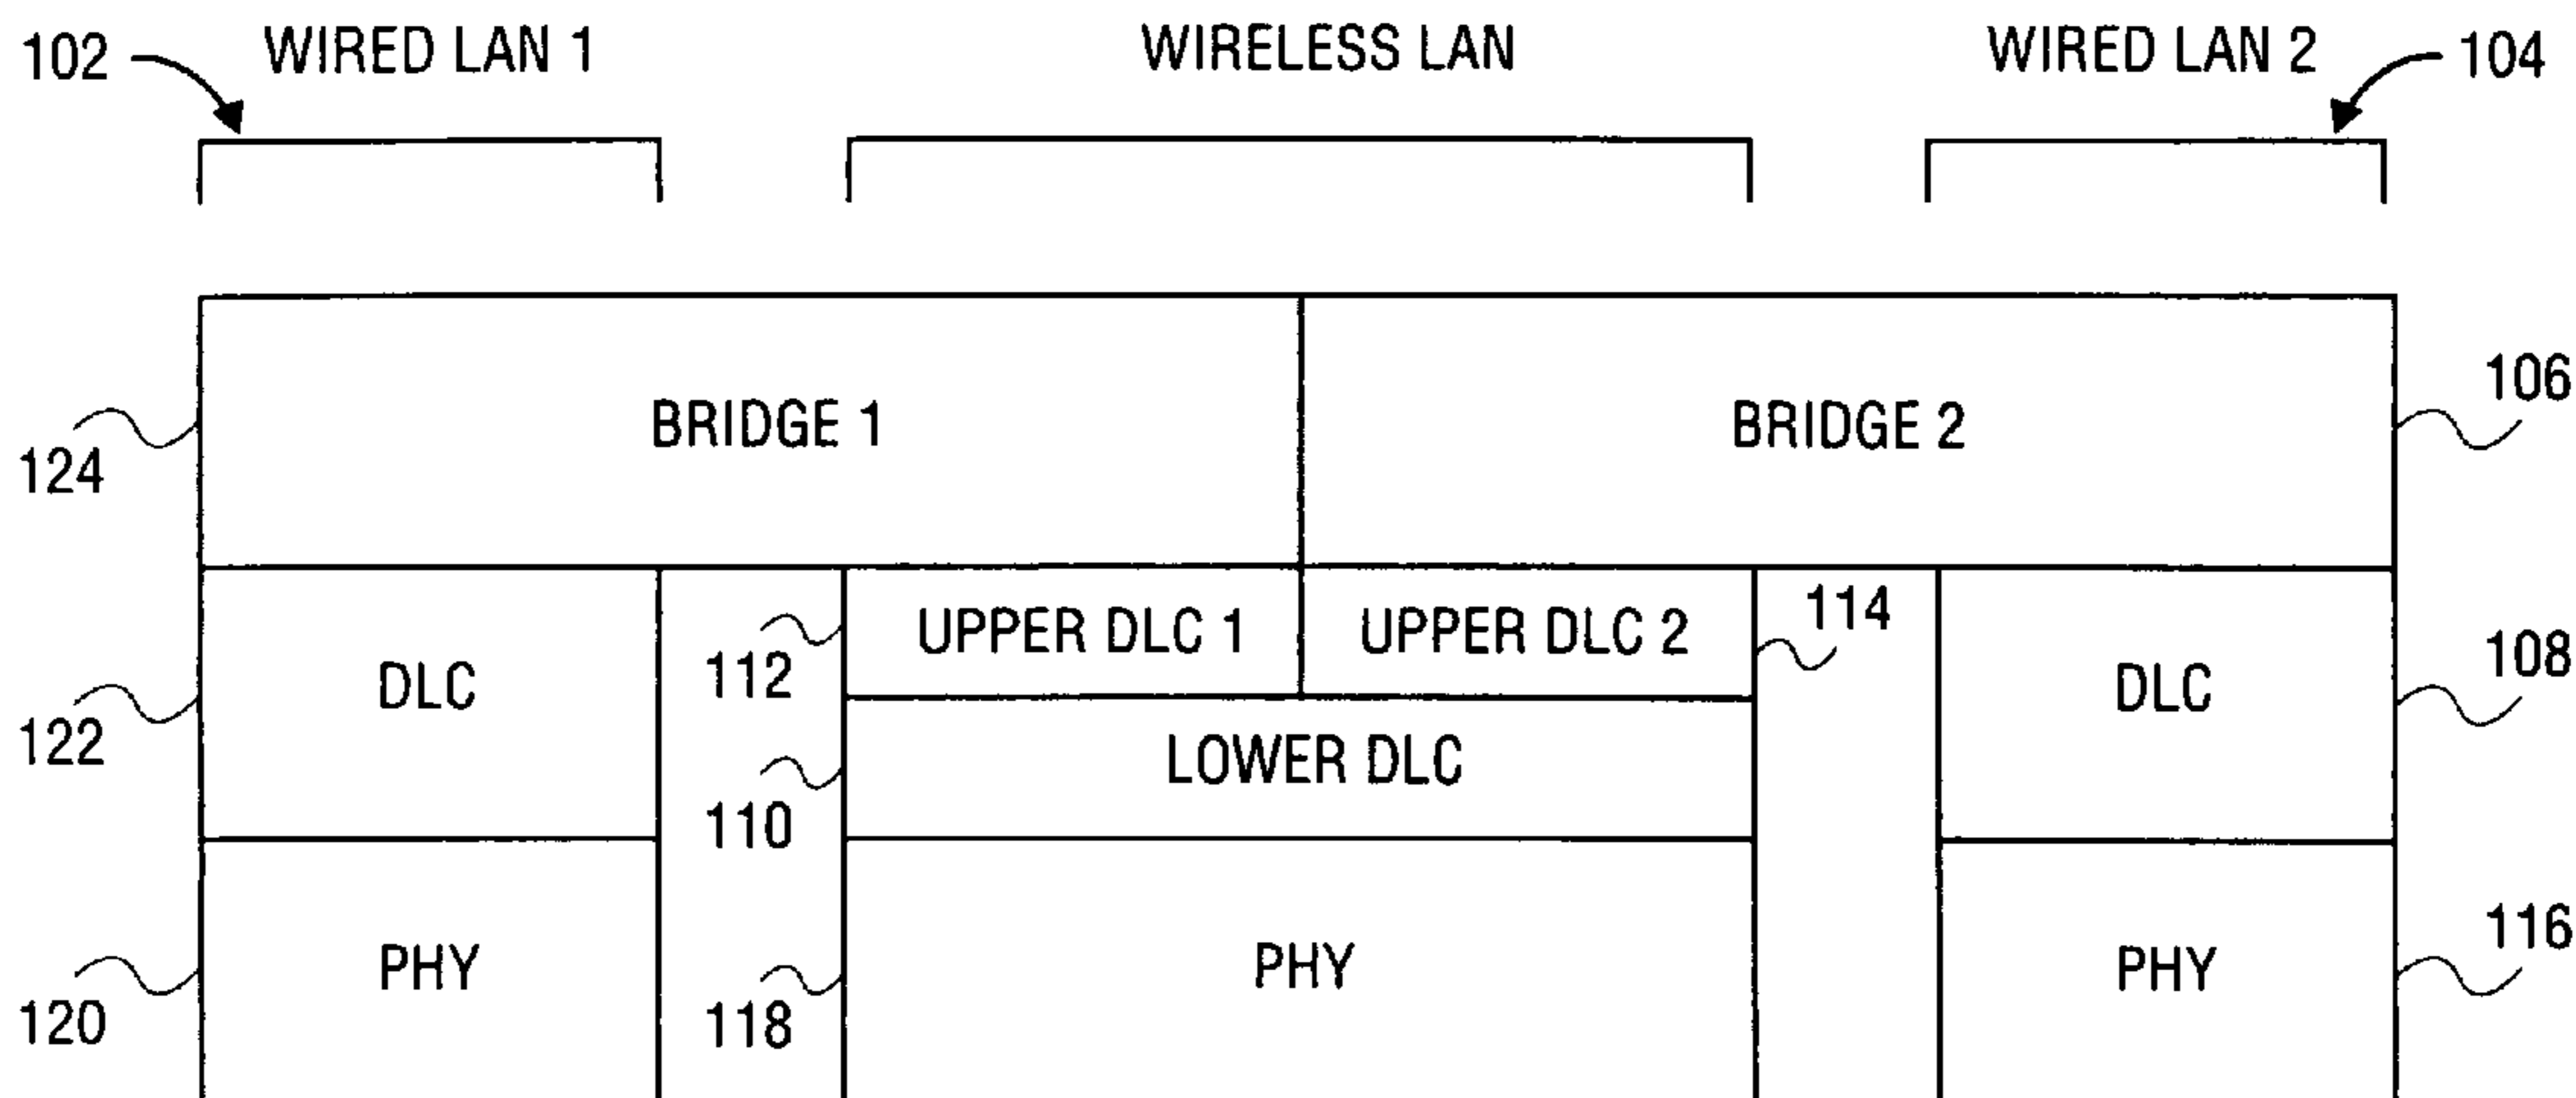 102 WIRED LAN 1 WIRELESS LAN WIRED LAN 2 104
BRIDGE 1 BRIDGE 2 106
124
UPPER DLC 1 UPPER DLC 2 114
112 108
DLC DLC
122 LOWER DLC
110
PHY PHY PHY 116
120 118